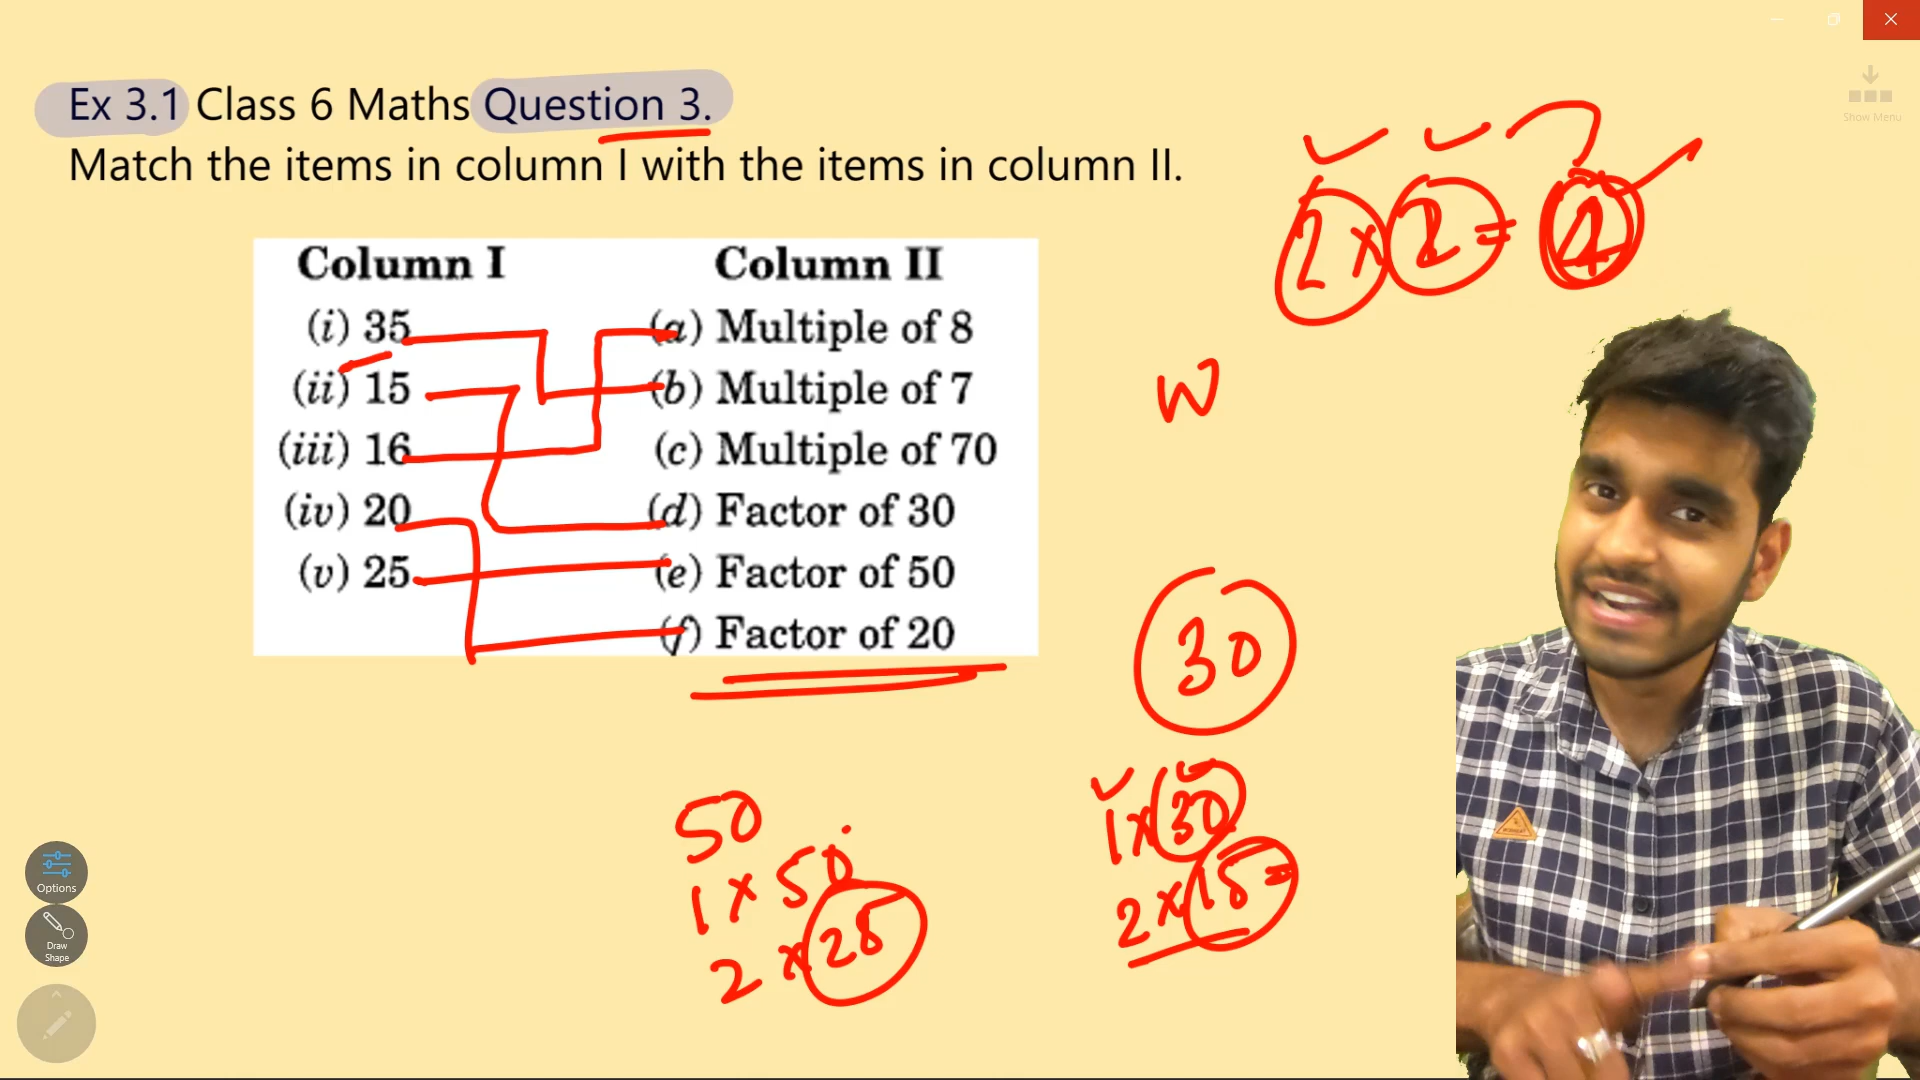 Ex 3.1 Class 6 Maths Question 3.
Match the items in column I with the items in column II.
Column I Column II
(i) 35 (a) Multiple of 8
(ii) 15 (b) Multiple of 7
(iii) 16 (c) Multiple of 70
(iv) 20 (d) Factor of 30
(v) 25 (e) Factor of 50
(f) Factor of 20
2 × 2 = 4
W
30
1 × 30
2 × 15 =
50
1 × 50
2 × 25
Show Menu
Options
Draw
Shape